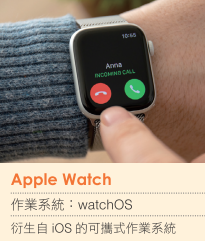 10:65
Anna
INCOMING CALL
Apple Watch
作業系統：watchOS
衍生自 iOS 的可攜式作業系統